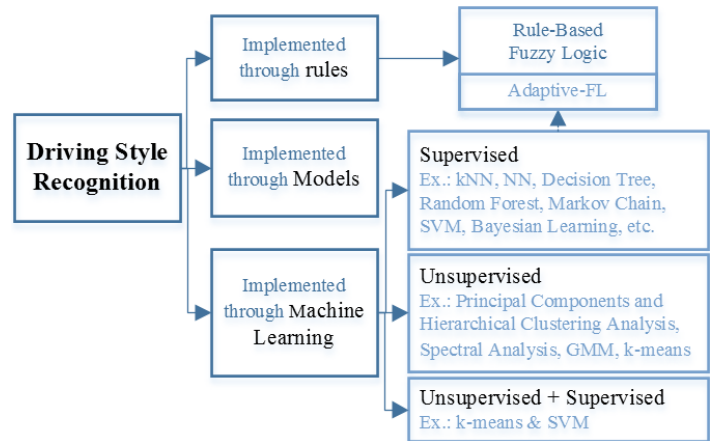 Driving Style
Recognition
Implemented
through rules
Rule-Based
Fuzzy Logic
Adaptive-FL
Implemented
through Models
Implemented
through Machine
Learning
Supervised
Ex.: kNN, NN, Decision Tree,
Random Forest, Markov Chain,
SVM, Bayesian Learning, etc.
Unsupervised
Ex.: Principal Components and
Hierarchical Clustering Analysis,
Spectral Analysis, GMM, k-means
Unsupervised + Supervised
Ex.: k-means & SVM